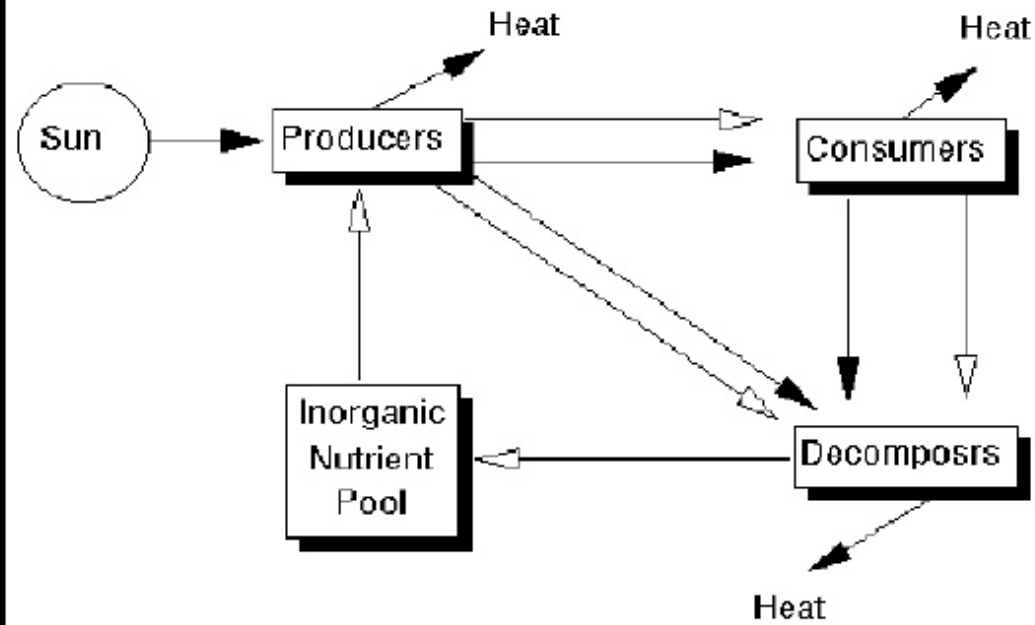 Heat
Heat
Sun
Producers
Consumers
Inorganic
Nutrient
Pool
Decomposrs
Heat